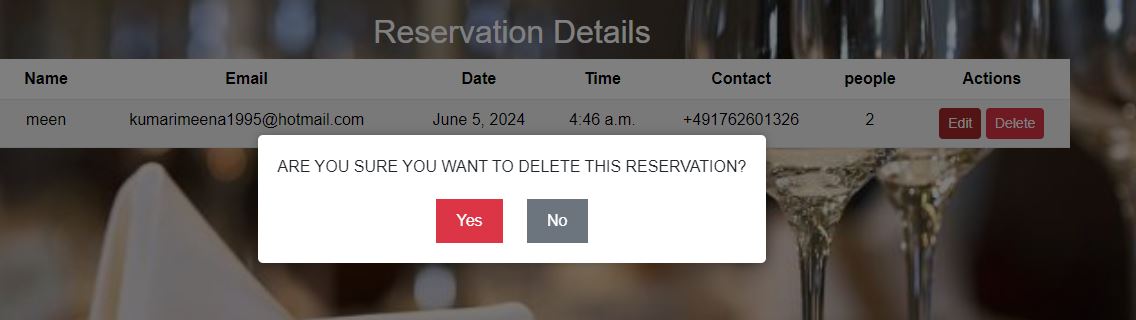 Reservation Details
Name Email Date Time Contact people Actions
meen kumarimeena1995@hotmail.com June 5, 2024 4:46 a.m. +491762601326 2 Edit Delete
ARE YOU SURE YOU WANT TO DELETE THIS RESERVATION?
Yes No